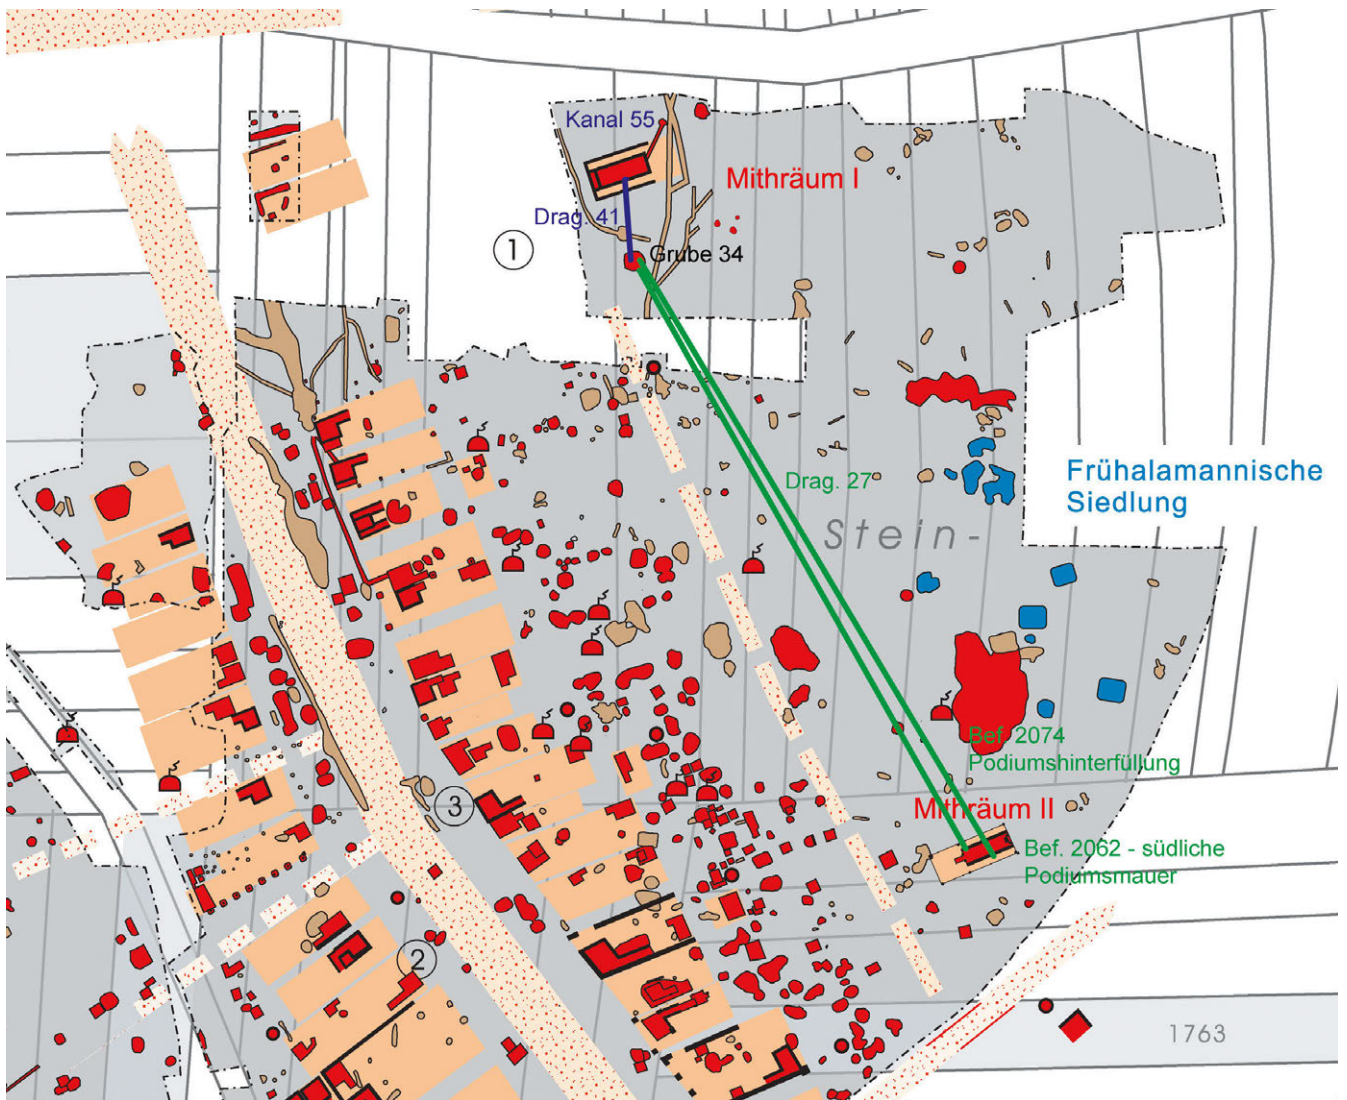 Kanal 55
Mithräum I
Drag. 41
1
Grube 34
Frühalamannische
Siedlung
Drag. 27
Stein-
Bef. 2074
Podiumshinterfüllung
3
Mithräum II
Bef. 2062 - südliche
Podiumsmauer
2
1763